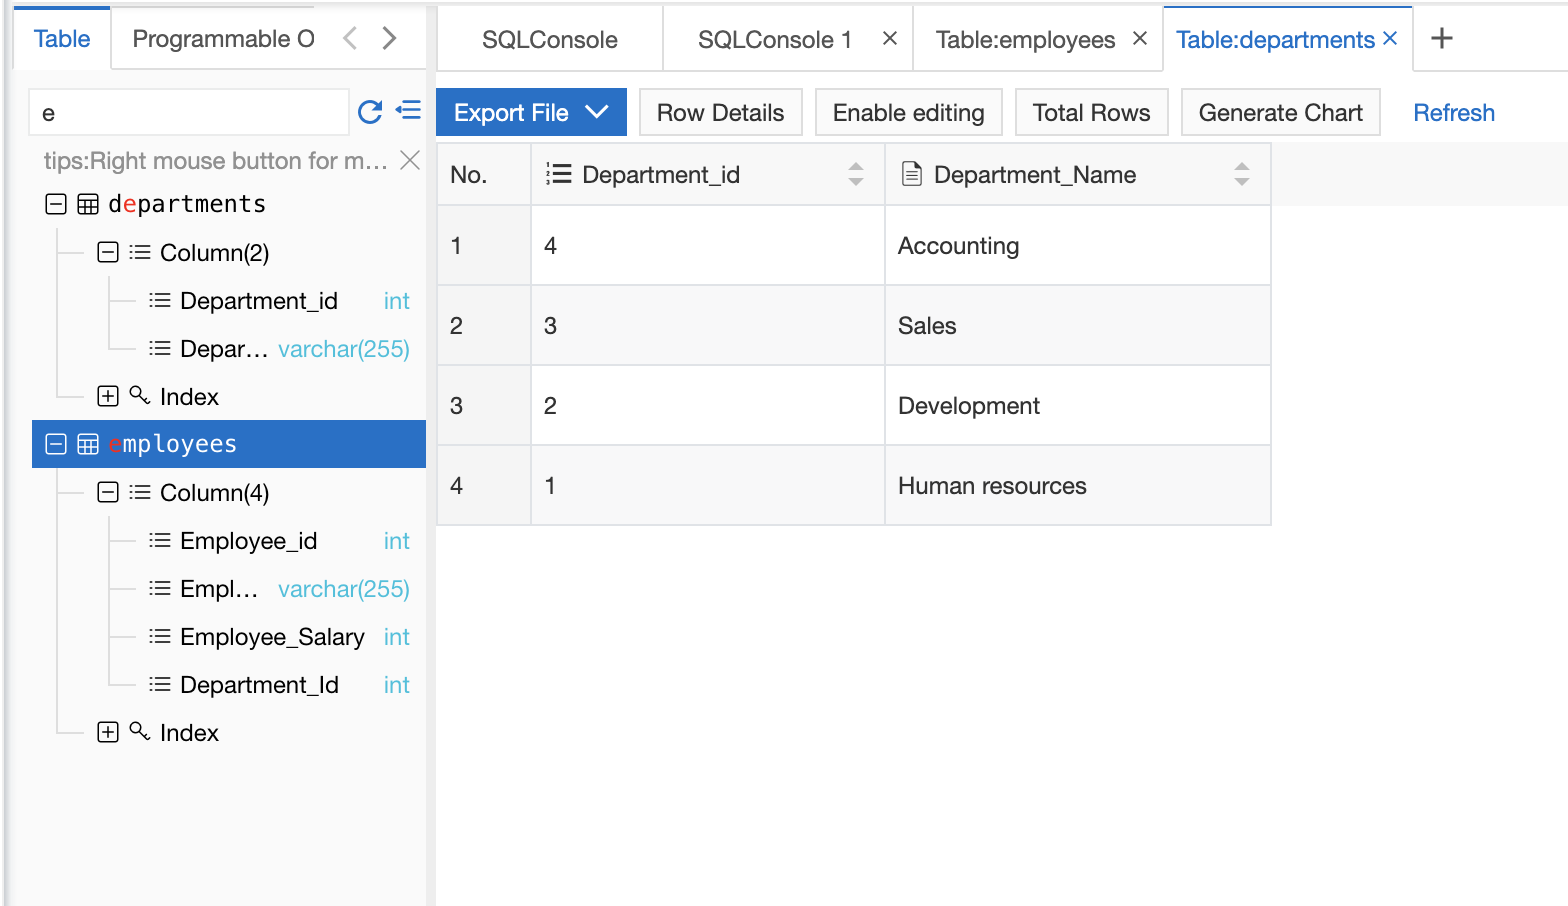 Table Programmable O
SQLConsole SQLConsole 1 Table:employees Table:departments
e
Export File Row Details Enable editing Total Rows Generate Chart Refresh
tips:Right mouse button for m...
departments
Column(2)
Department_id int
Depar... varchar(255)
Index
employees
Column(4)
Employee_id int
Empl... varchar(255)
Employee_Salary int
Department_Id int
Index
No. Department_id Department_Name
1 4 Accounting
2 3 Sales
3 2 Development
4 1 Human resources